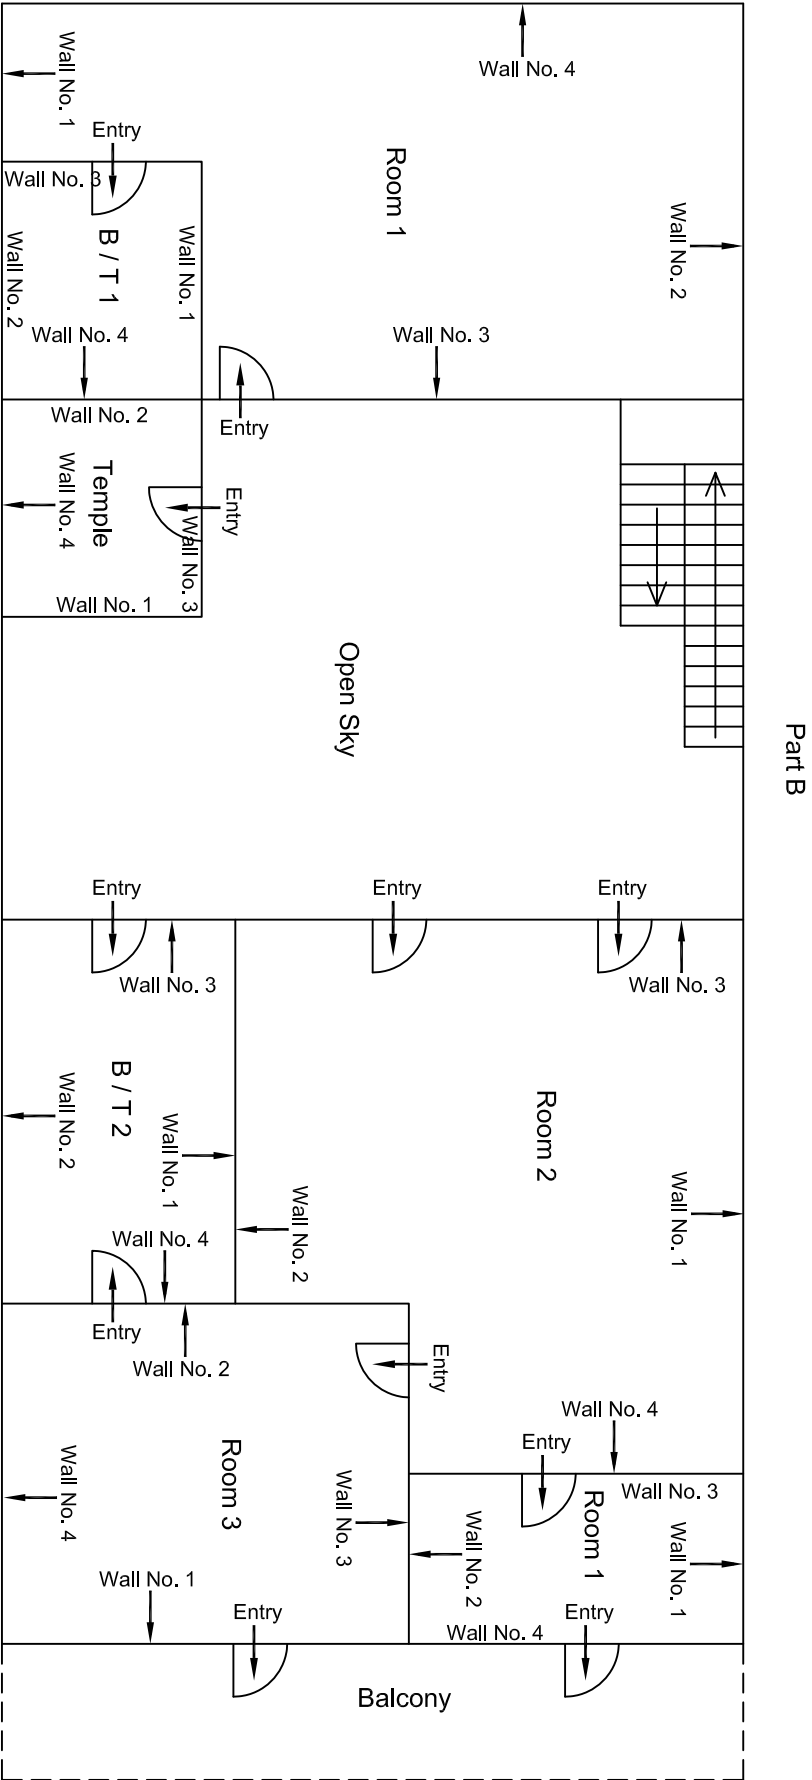 Wall No. 4
Wall No. 1
Entry
Room 1
Wall No. 3
Wall No. 2
B / T 1
Wall No. 1
Wall No. 2
Wall No. 4
Wall No. 3
Wall No. 2
Entry
Temple
Wall No. 4
Entry
Wall No. 3
Wall No. 1
Open Sky
Part B
Entry
Entry
Entry
Wall No. 3
Wall No. 3
B / T 2
Wall No. 2
Wall No. 1
Room 2
Wall No. 1
Wall No. 2
Wall No. 4
Entry
Wall No. 2
Entry
Wall No. 4
Entry
Room 3
Wall No. 4
Wall No. 3
Wall No. 3
Room 1
Wall No. 2
Wall No. 1
Wall No. 1
Entry
Entry
Wall No. 4
Balcony